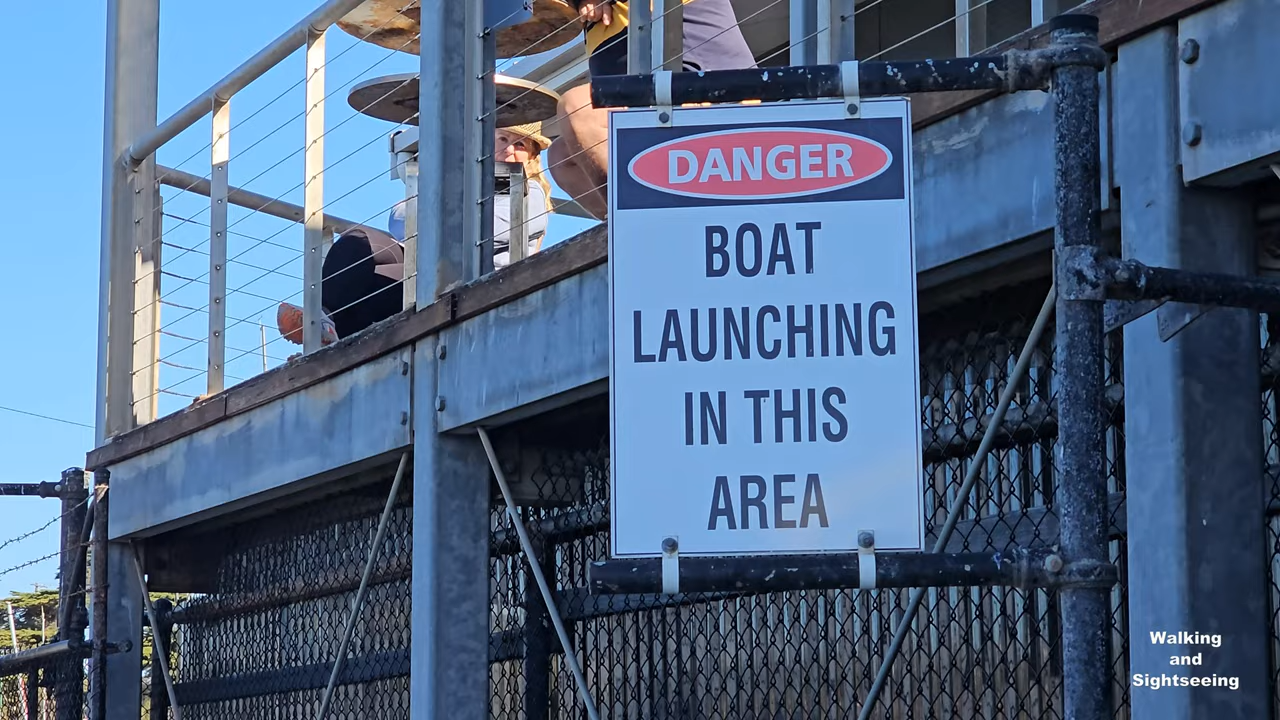 DANGER
BOAT
LAUNCHING
IN THIS
AREA
Walking
and
Sightseeing